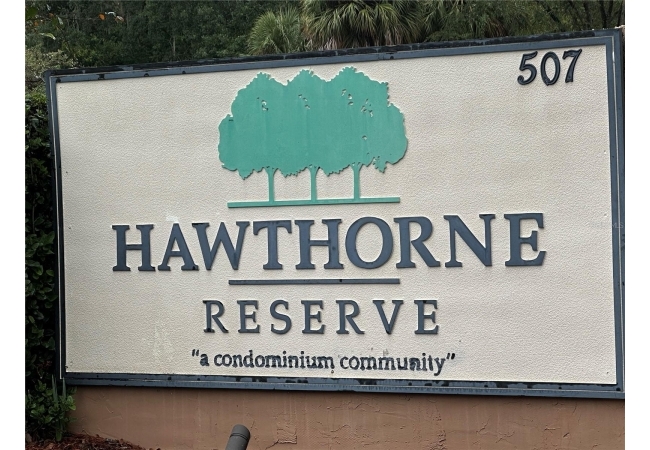 507
HAWTHORNE
RESERVE
"a condominium community"